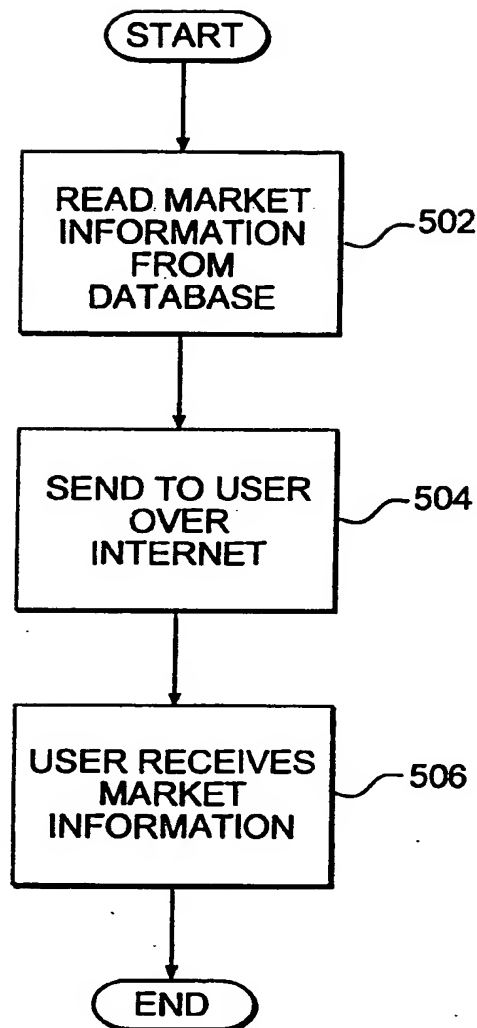 START
READ MARKET
INFORMATION
FROM
DATABASE
502
SEND TO USER
OVER
INTERNET
504
USER RECEIVES
MARKET
INFORMATION
506
END